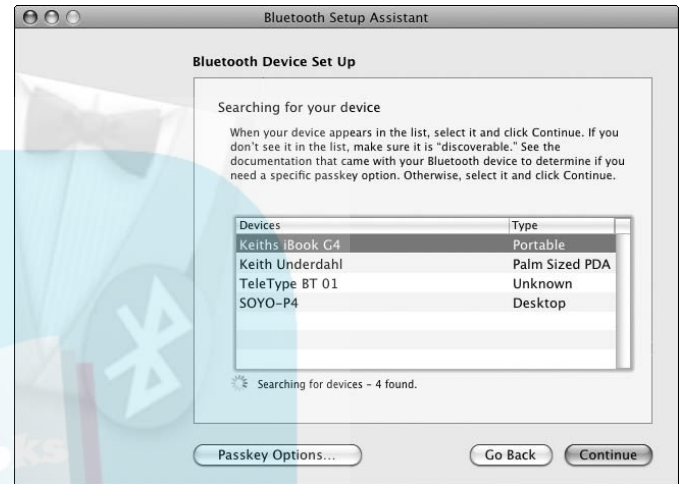 Bluetooth Setup Assistant
Bluetooth Device Set Up
Searching for your device
When your device appears in the list, select it and click Continue. If you
don't see it in the list, make sure it is “discoverable.” See the
documentation that came with your Bluetooth device to determine if you
need a specific passkey option. Otherwise, select it and click Continue.
Devices Type
Keiths iBook G4 Portable
Keith Underdahl Palm Sized PDA
TeleType BT 01 Unknown
SOYO-P4 Desktop
Searching for devices – 4 found.
Passkey Options... Go Back Continue